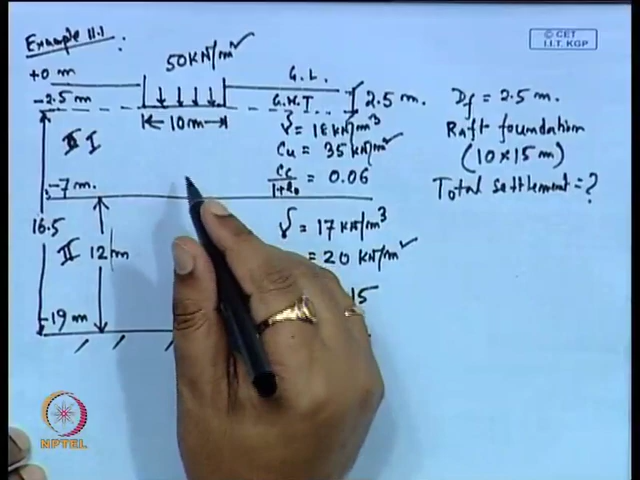 Example 11.1
© CET
I.I.T. KGP
50 KN/m²
+0 m
G.L.
-2.5 m
G.W.T
2.5 m.
10 m
γ = 18 KN/m³
Cu = 35 KN/m²
Cc/(1+e₀) = 0.06
I
-7 m.
16.5
II
12 m
γ = 17 KN/m³
= 20 KN/m²
15
-19 m
Df = 2.5 m.
Raft foundation
(10 x 15 m)
Total settlement = ?
NPTEL